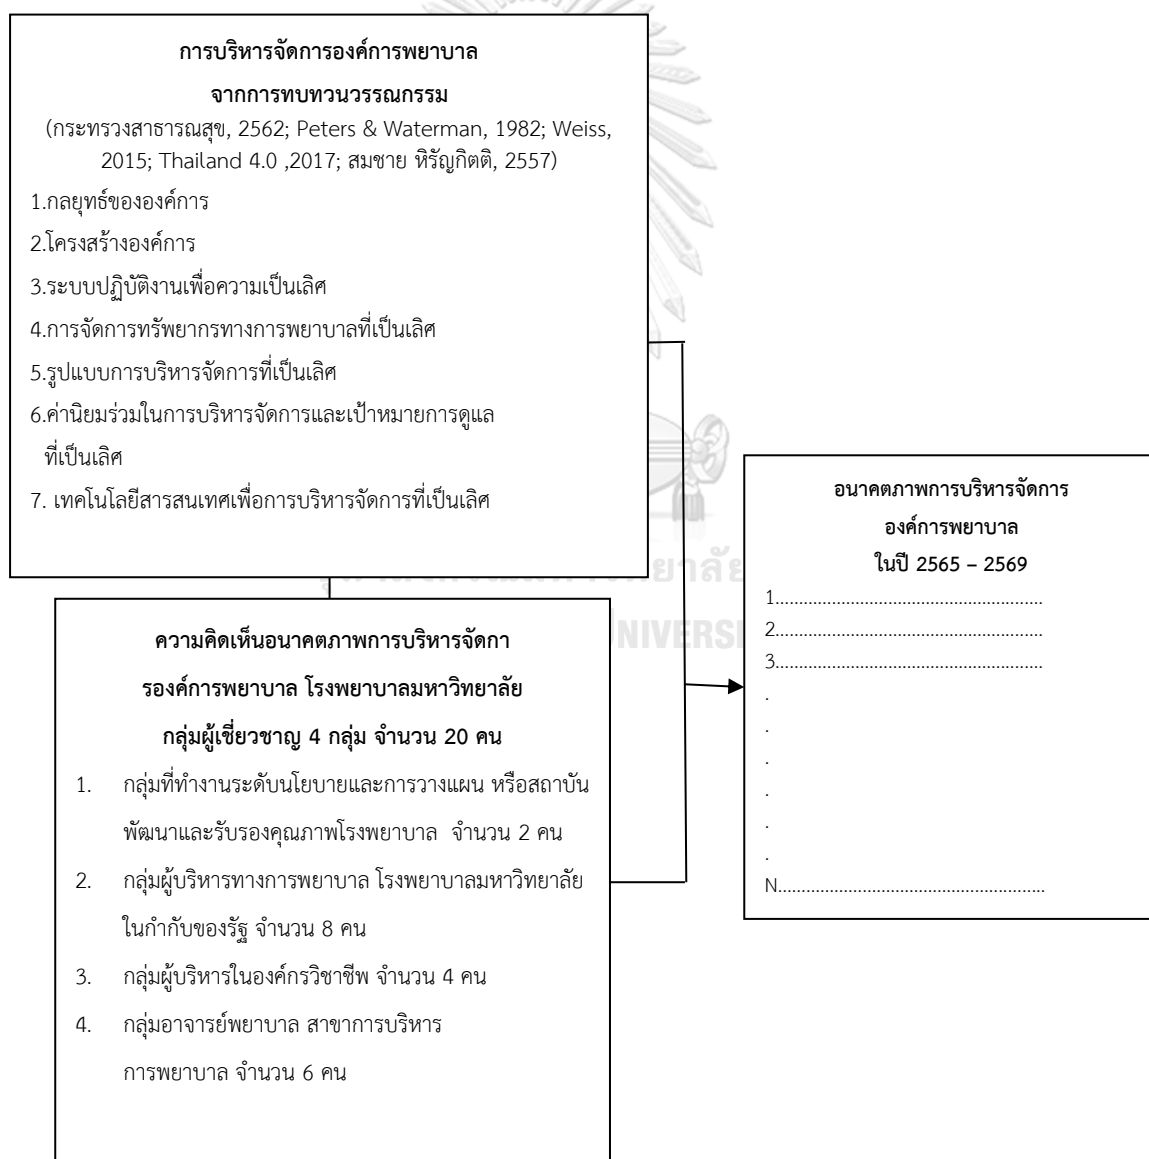 การบริหารจัดการองค์การพยาบาล
จากการทบทวนวรรณกรรม
(กระทรวงสาธารณสุข, 2562; Peters & Waterman, 1982; Weiss,
2015; Thailand 4.0 ,2017; สมชาย หิรัญกิตติ, 2557)
1.กลยุทธ์ขององค์การ
2.โครงสร้างองค์การ
3.ระบบปฏิบัติงานเพื่อความเป็นเลิศ
4.การจัดการทรัพยากรทางการพยาบาลที่เป็นเลิศ
5.รูปแบบการบริหารจัดการที่เป็นเลิศ
6.ค่านิยมร่วมในการบริหารจัดการและเป้าหมายการดูแล
ที่เป็นเลิศ
7. เทคโนโลยีสารสนเทศเพื่อการบริหารจัดการที่เป็นเลิศ
ความคิดเห็นอนาคตภาพการบริหารจัดกา
รองค์การพยาบาล โรงพยาบาลมหาวิทยาลัย
กลุ่มผู้เชี่ยวชาญ 4 กลุ่ม จำนวน 20 คน
1. กลุ่มที่ทำงานระดับนโยบายและการวางแผน หรือสถาบัน
พัฒนาและรับรองคุณภาพโรงพยาบาล จำนวน 2 คน
2. กลุ่มผู้บริหารทางการพยาบาล โรงพยาบาลมหาวิทยาลัย
ในกำกับของรัฐ จำนวน 8 คน
3. กลุ่มผู้บริหารในองค์กรวิชาชีพ จำนวน 4 คน
4. กลุ่มอาจารย์พยาบาล สาขาการบริหาร
การพยาบาล จำนวน 6 คน
อนาคตภาพการบริหารจัดการ
องค์การพยาบาล
ในปี 2565 – 2569
1.........................................................
2.........................................................
3.........................................................
.
.
.
.
.
.
N.........................................................